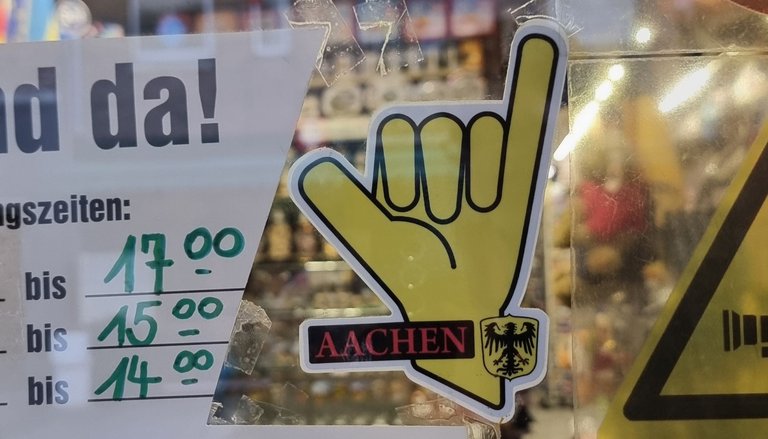 nd da!
ngszeiten:
bis 17⁰⁰
bis 15⁰⁰
bis 14⁰⁰
AACHEN